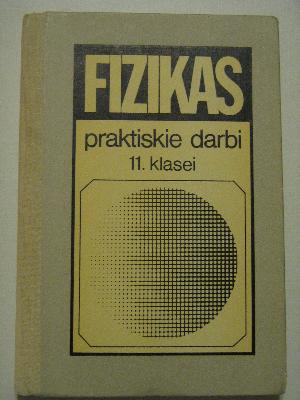 FIZIKAS
praktiskie darbi
11. klasei